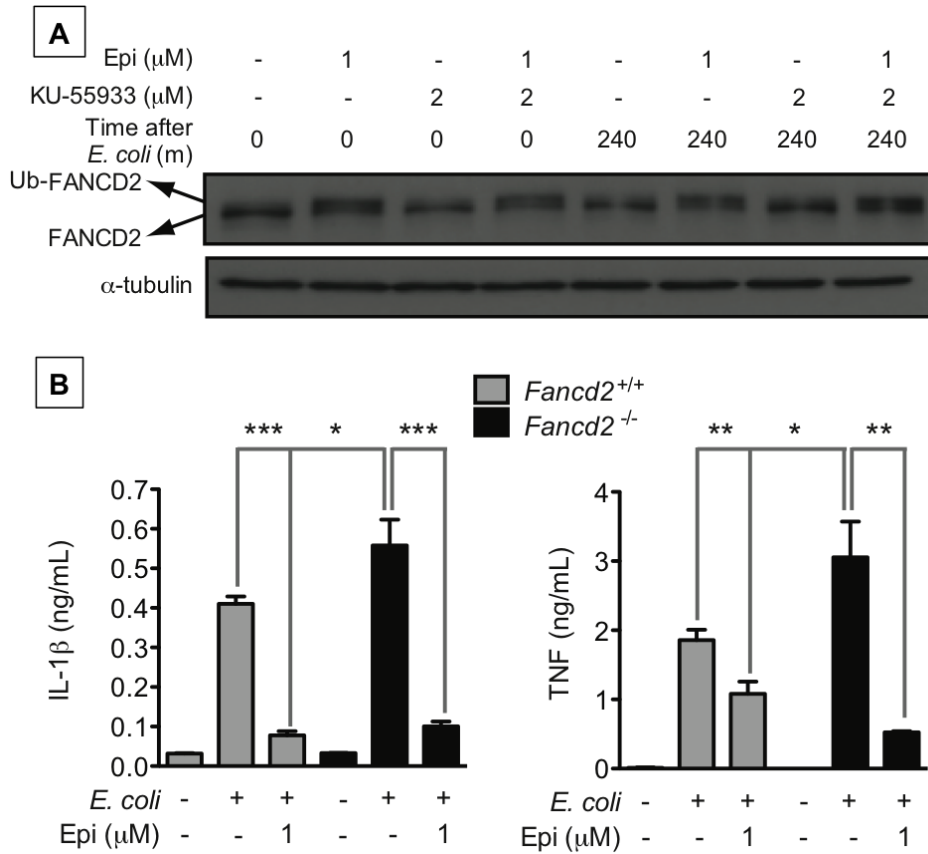 A
Epi (μM) - 1 - 1 - 1 - 1
KU-55933 (μM) - - 2 2 - - 2 2
Time after
E. coli (m) 0 0 0 0 240 240 240 240
Ub-FANCD2
FANCD2
α-tubulin
B
Fancd2+/+
Fancd2-/-
*** * ***
IL-1β (ng/mL)
0.7
0.6
0.5
0.4
0.3
0.2
0.1
0.0
E. coli - + + - + +
Epi (μM) - - 1 - - 1
** * **
TNF (ng/mL)
4
3
2
1
0
E. coli - + + - + +
Epi (μM) - - 1 - - 1